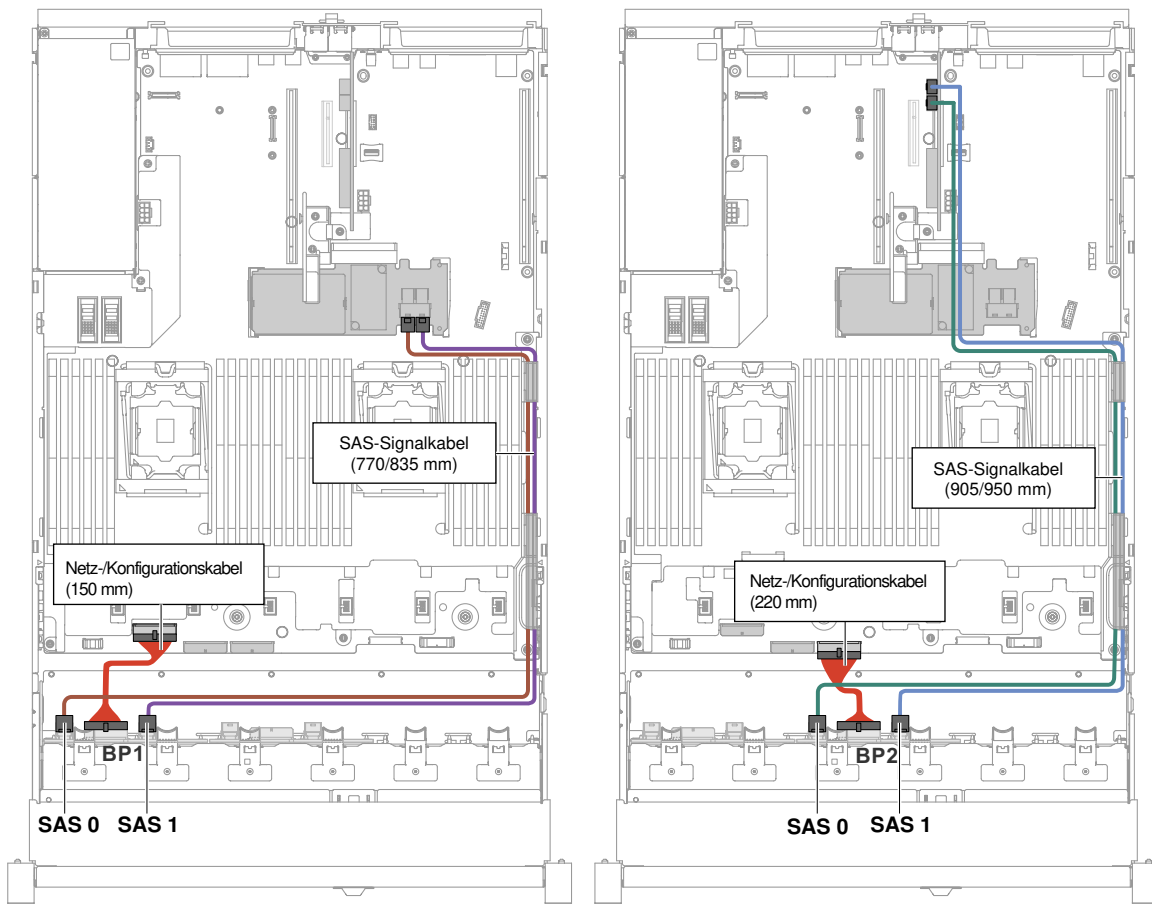 SAS-Signalkabel
(770/835 mm)
Netz-/Konfigurationskabel
(150 mm)
BP1
SAS 0 SAS 1
SAS-Signalkabel
(905/950 mm)
Netz-/Konfigurationskabel
(220 mm)
BP2
SAS 0 SAS 1